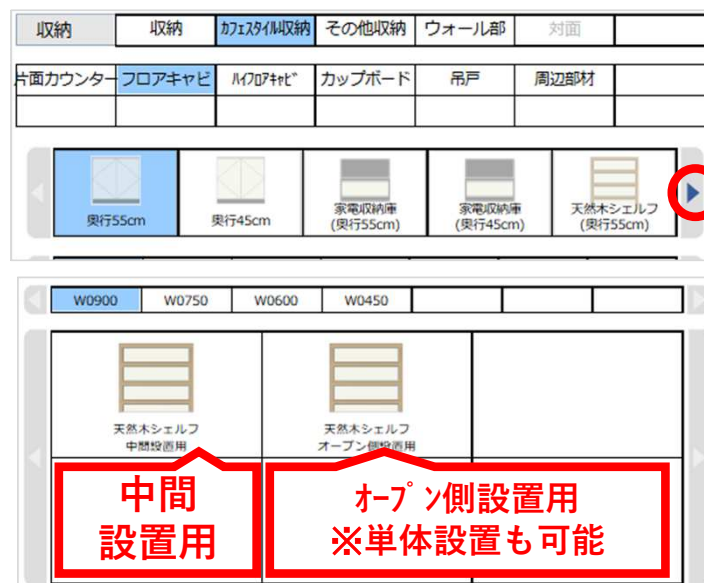 収納 収納 ｶﾌｪｽﾀｲﾙ収納 その他収納 ウォール部 対面
片面カウンター フロアキャビ ﾊｲﾌﾛｱｷｬﾋﾞ カップボード 吊戸 周辺部材
奥行55cm 奥行45cm 家電収納庫 家電収納庫 天然木シェルフ
(奥行55cm) (奥行45cm) (奥行55cm)
W0900 W0750 W0600 W0450
天然木シェルフ 天然木シェルフ
中間設置用 オープン側設置用
中間
設置用
ｵｰﾌﾟﾝ側設置用
※単体設置も可能